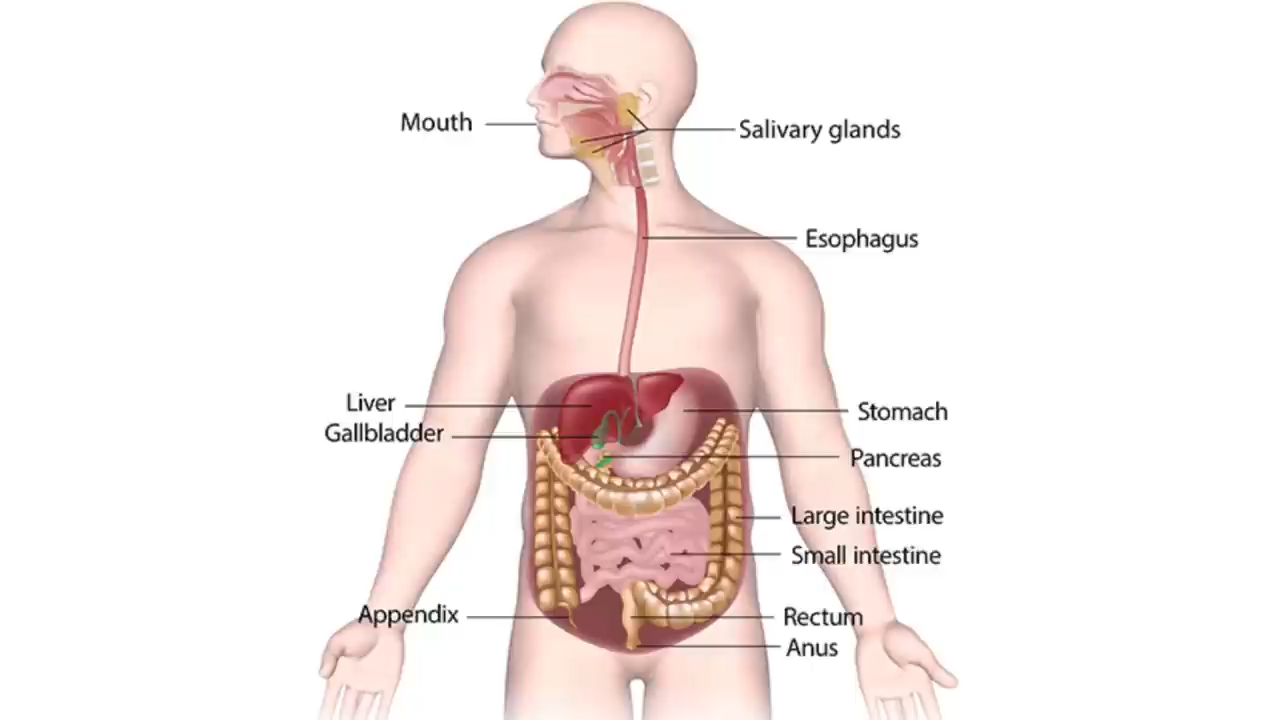 Mouth
Salivary glands
Esophagus
Liver
Stomach
Gallbladder
Pancreas
Large intestine
Small intestine
Appendix
Rectum
Anus